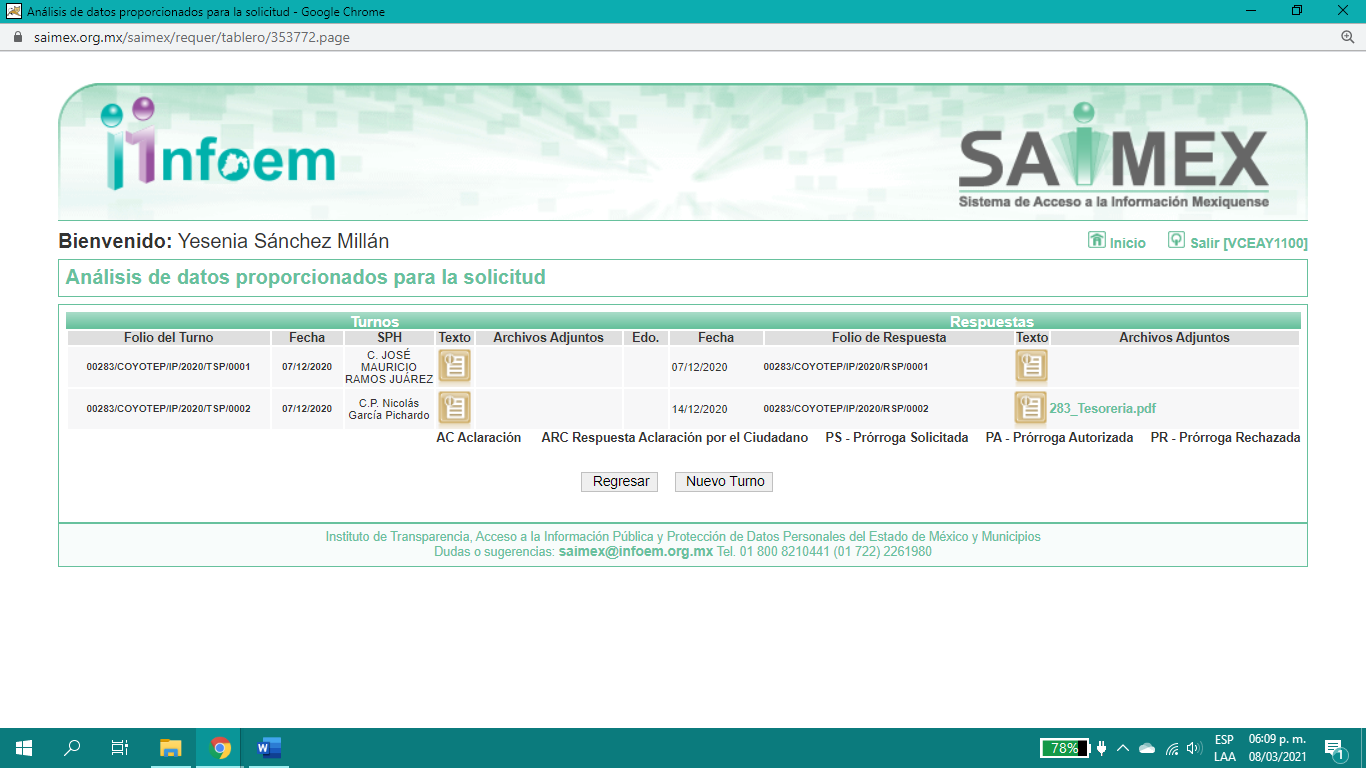 Análisis de datos proporcionados para la solicitud - Google Chrome
saimex.org.mx/saimex/requer/tablero/353772.page
infoem
SAIMEX
Sistema de Acceso a la Información Mexiquense
Bienvenido: Yesenia Sánchez Millán
Inicio Salir [VCEAY1100]
Análisis de datos proporcionados para la solicitud
Turnos Respuestas
Folio del Turno Fecha SPH Texto Archivos Adjuntos Edo. Fecha Folio de Respuesta Texto Archivos Adjuntos
00283/COYOTEP/IP/2020/TSP/0001 07/12/2020 C. JOSÉ MAURICIO RAMOS JUÁREZ 07/12/2020 00283/COYOTEP/IP/2020/RSP/0001
00283/COYOTEP/IP/2020/TSP/0002 07/12/2020 C.P. Nicolás García Pichardo 14/12/2020 00283/COYOTEP/IP/2020/RSP/0002 283_Tesoreria.pdf
AC Aclaración ARC Respuesta Aclaración por el Ciudadano PS - Prórroga Solicitada PA - Prórroga Autorizada PR - Prórroga Rechazada
Regresar Nuevo Turno
Instituto de Transparencia, Acceso a la Información Pública y Protección de Datos Personales del Estado de México y Municipios
Dudas o sugerencias: saimex@infoem.org.mx Tel. 01 800 8210441 (01 722) 2261980
78% ESP 06:09 p. m.
LAA 08/03/2021 1